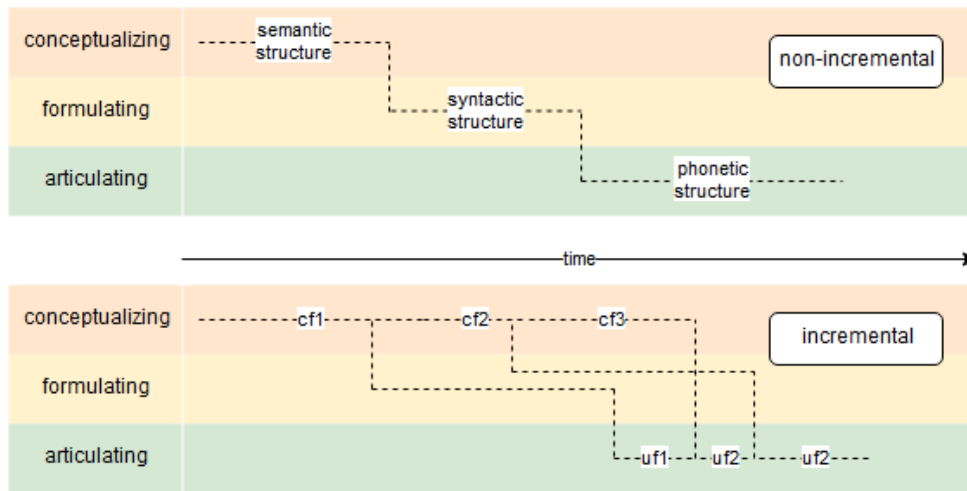 conceptualizing
semantic
structure
non-incremental
formulating
syntactic
structure
articulating
phonetic
structure
time
conceptualizing
cf1
cf2
cf3
incremental
formulating
articulating
uf1
uf2
uf2